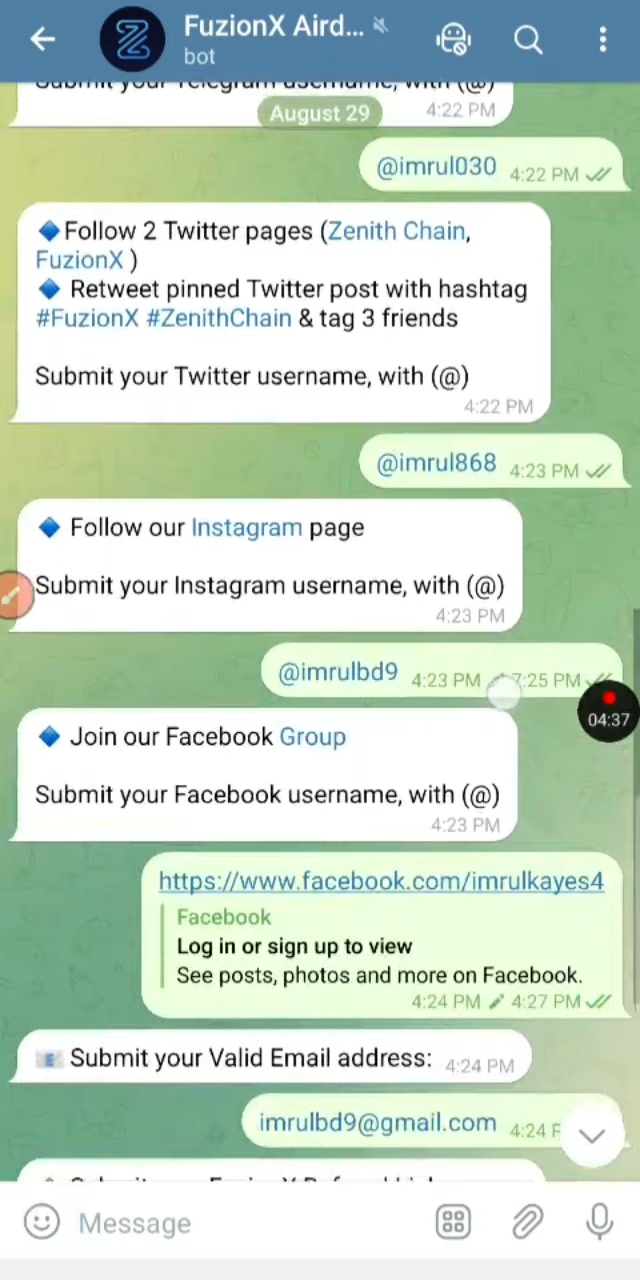 FuzionX Aird...
bot
Submit your Telegram username, with (@)
4:22 PM
August 29
@imrul030 4:22 PM
Follow 2 Twitter pages (Zenith Chain,
FuzionX )
Retweet pinned Twitter post with hashtag
#FuzionX #ZenithChain & tag 3 friends
Submit your Twitter username, with (@)
4:22 PM
@imrul868 4:23 PM
Follow our Instagram page
Submit your Instagram username, with (@)
4:23 PM
@imrulbd9 4:23 PM 7:25 PM
04:37
Join our Facebook Group
Submit your Facebook username, with (@)
4:23 PM
https://www.facebook.com/imrulkayes4
Facebook
Log in or sign up to view
See posts, photos and more on Facebook.
4:24 PM 4:27 PM
Submit your Valid Email address: 4:24 PM
imrulbd9@gmail.com 4:24 P
Message